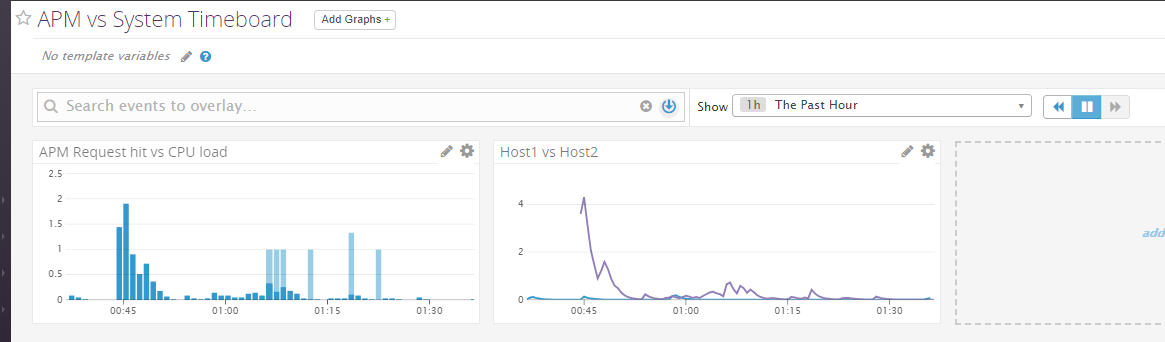 APM vs System Timeboard Add Graphs +
No template variables ?
Search events to overlay... Show 1h The Past Hour
APM Request hit vs CPU load
2.5
2
1.5
1
0.5
0
00:45 01:00 01:15 01:30
Host1 vs Host2
4
2
0
00:45 01:00 01:15 01:30
add